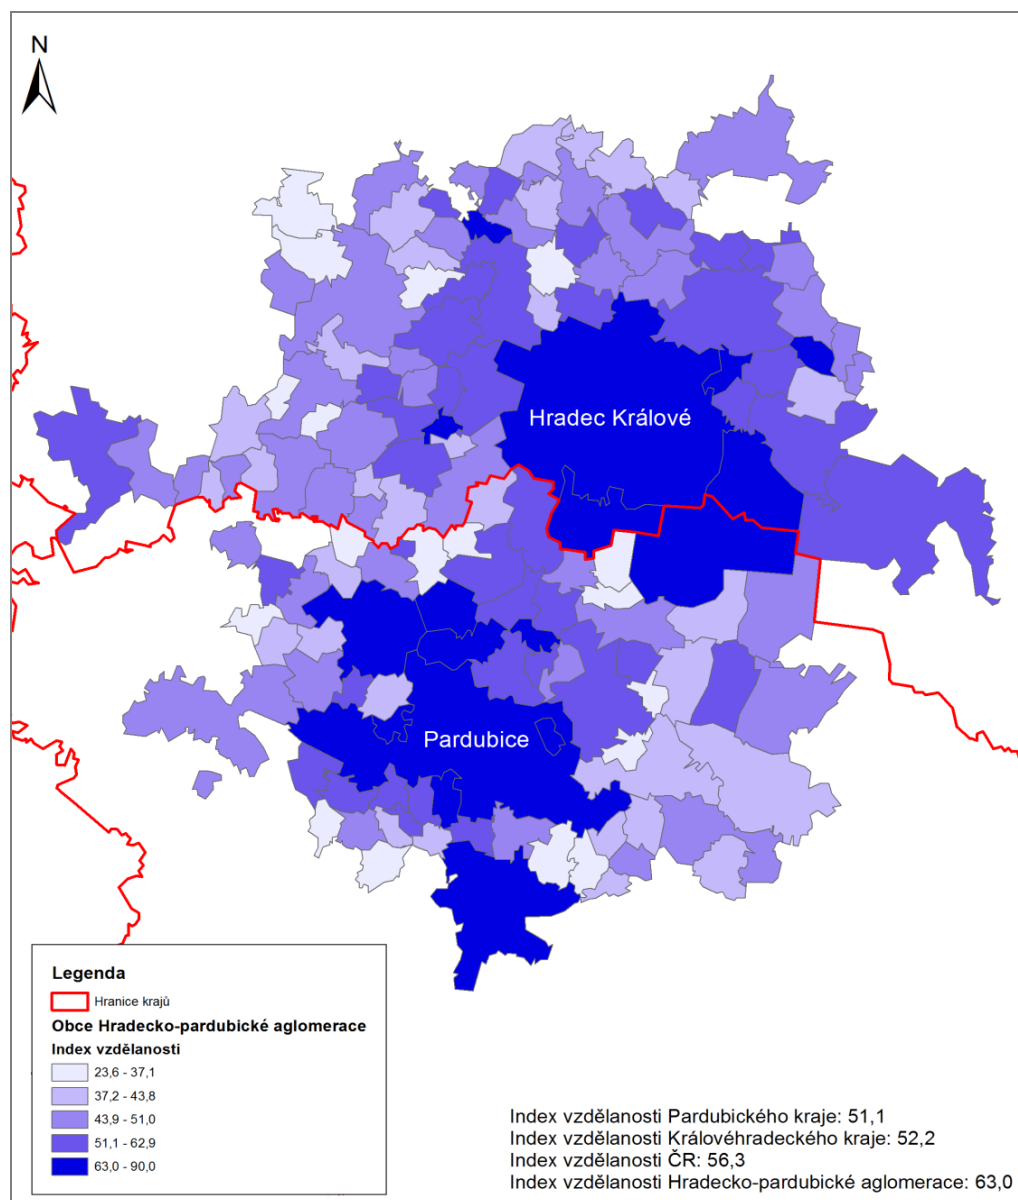 N
Hradec Králové
Pardubice
Legenda
Hranice krajů
Obce Hradecko-pardubické aglomerace
Index vzdělanosti
23,6 - 37,1
37,2 - 43,8
43,9 - 51,0
51,1 - 62,9
63,0 - 90,0
Index vzdělanosti Pardubického kraje: 51,1
Index vzdělanosti Královéhradeckého kraje: 52,2
Index vzdělanosti ČR: 56,3
Index vzdělanosti Hradecko-pardubické aglomerace: 63,0